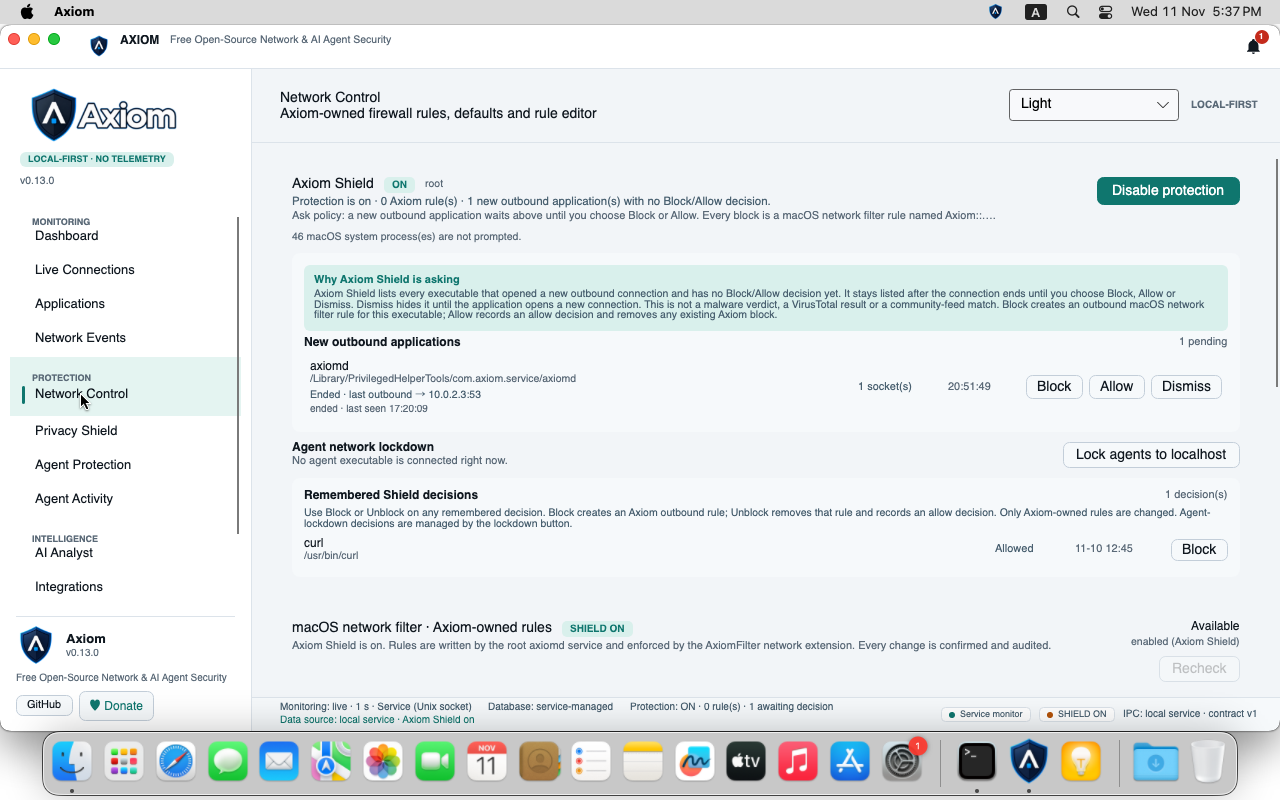 Axiom
A
Wed 11 Nov 5:37 PM
AXIOM
Free Open-Source Network & AI Agent Security
1
Axiom
LOCAL-FIRST · NO TELEMETRY
v0.13.0
MONITORING
Dashboard
Live Connections
Applications
Network Events
PROTECTION
Network Control
Privacy Shield
Agent Protection
Agent Activity
INTELLIGENCE
AI Analyst
Integrations
Axiom
v0.13.0
Free Open-Source Network & AI Agent Security
GitHub
Donate
Network Control
Axiom-owned firewall rules, defaults and rule editor
Light
LOCAL-FIRST
Axiom Shield ON root
Protection is on · 0 Axiom rule(s) · 1 new outbound application(s) with no Block/Allow decision.
Ask policy: a new outbound application waits above until you choose Block or Allow. Every block is a macOS network filter rule named Axiom::….
46 macOS system process(es) are not prompted.
Disable protection
Why Axiom Shield is asking
Axiom Shield lists every executable that opened a new outbound connection and has no Block/Allow decision yet. It stays listed after the connection ends until you choose Block, Allow or
Dismiss. Dismiss hides it until the application opens a new connection. This is not a malware verdict, a VirusTotal result or a community-feed match. Block creates an outbound macOS network
filter rule for this executable; Allow records an allow decision and removes any existing Axiom block.
New outbound applications
1 pending
axiomd
/Library/PrivilegedHelperTools/com.axiom.service/axiomd
Ended · last outbound → 10.0.2.3:53
ended · last seen 17:20:09
1 socket(s)
20:51:49
Block
Allow
Dismiss
Agent network lockdown
No agent executable is connected right now.
Lock agents to localhost
Remembered Shield decisions
1 decision(s)
Use Block or Unblock on any remembered decision. Block creates an Axiom outbound rule; Unblock removes that rule and records an allow decision. Only Axiom-owned rules are changed. Agent-
lockdown decisions are managed by the lockdown button.
curl
/usr/bin/curl
Allowed
11-10 12:45
Block
macOS network filter · Axiom-owned rules SHIELD ON
Axiom Shield is on. Rules are written by the root axiomd service and enforced by the AxiomFilter network extension. Every change is confirmed and audited.
Available
enabled (Axiom Shield)
Recheck
Monitoring: live · 1 s · Service (Unix socket)
Database: service-managed
Protection: ON · 0 rule(s) · 1 awaiting decision
Data source: local service · Axiom Shield on
Service monitor
SHIELD ON
IPC: local service · contract v1
NOV
11
tv
1
>_